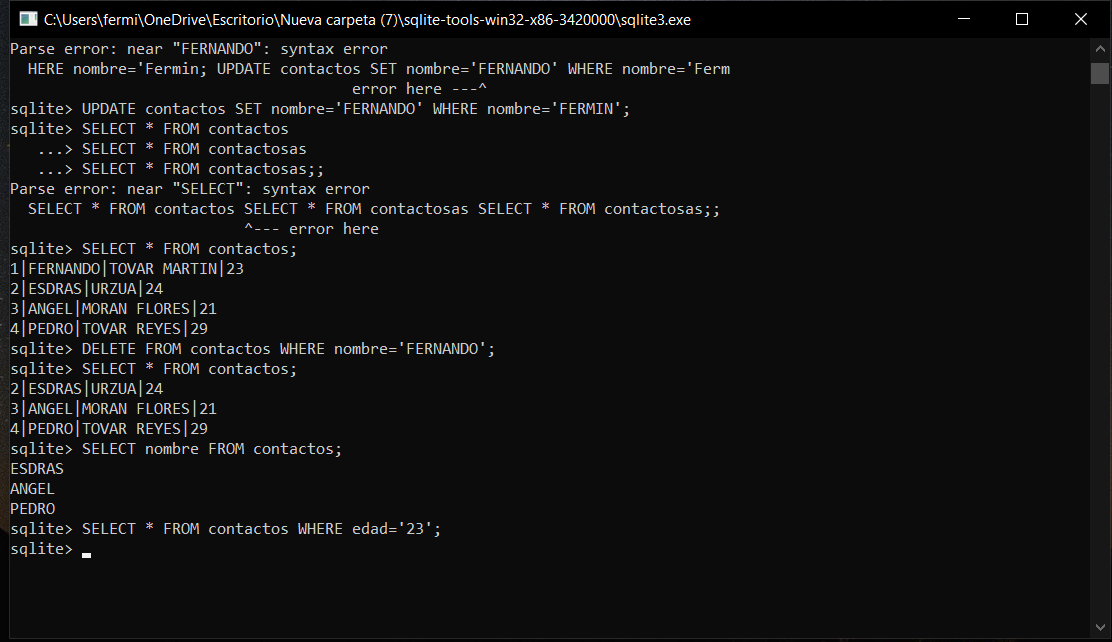 C:\Users\fermi\OneDrive\Escritorio\Nueva carpeta (7)\sqlite-tools-win32-x86-3420000\sqlite3.exe
Parse error: near "FERNANDO": syntax error
  HERE nombre='Fermin; UPDATE contactos SET nombre='FERNANDO' WHERE nombre='Ferm
                                      error here ---^
sqlite> UPDATE contactos SET nombre='FERNANDO' WHERE nombre='FERMIN';
sqlite> SELECT * FROM contactos
   ...> SELECT * FROM contactosas
   ...> SELECT * FROM contactosas;;
Parse error: near "SELECT": syntax error
  SELECT * FROM contactos SELECT * FROM contactosas SELECT * FROM contactosas;;
                          ^--- error here
sqlite> SELECT * FROM contactos;
1|FERNANDO|TOVAR MARTIN|23
2|ESDRAS|URZUA|24
3|ANGEL|MORAN FLORES|21
4|PEDRO|TOVAR REYES|29
sqlite> DELETE FROM contactos WHERE nombre='FERNANDO';
sqlite> SELECT * FROM contactos;
2|ESDRAS|URZUA|24
3|ANGEL|MORAN FLORES|21
4|PEDRO|TOVAR REYES|29
sqlite> SELECT nombre FROM contactos;
ESDRAS
ANGEL
PEDRO
sqlite> SELECT * FROM contactos WHERE edad='23';
sqlite>